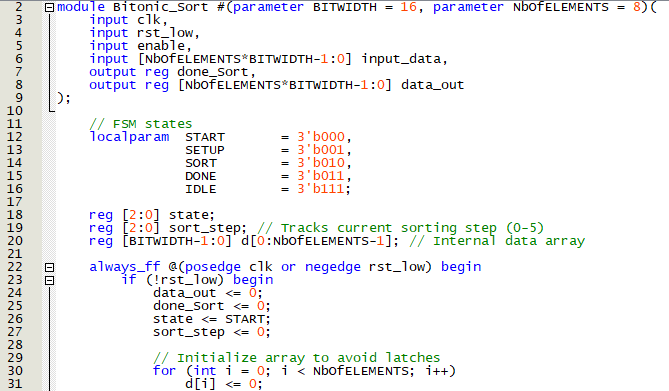 2 module Bitonic_Sort #(parameter BITWIDTH = 16, parameter NbOfELEMENTS = 8)(
3     input clk,
4     input rst_low,
5     input enable,
6     input [NbOfELEMENTS*BITWIDTH-1:0] input_data,
7     output reg done_Sort,
8     output reg [NbOfELEMENTS*BITWIDTH-1:0] data_out
9 );
10
11     // FSM states
12     localparam  START       = 3'b000,
13                 SETUP       = 3'b001,
14                 SORT        = 3'b010,
15                 DONE        = 3'b011,
16                 IDLE        = 3'b111;
17
18     reg [2:0] state;
19     reg [2:0] sort_step; // Tracks current sorting step (0-5)
20     reg [BITWIDTH-1:0] d[0:NbOfELEMENTS-1]; // Internal data array
21
22     always_ff @(posedge clk or negedge rst_low) begin
23         if (!rst_low) begin
24             data_out <= 0;
25             done_Sort <= 0;
26             state <= START;
27             sort_step <= 0;
28
29             // Initialize array to avoid latches
30             for (int i = 0; i < NbOfELEMENTS; i++)
31                 d[i] <= 0;